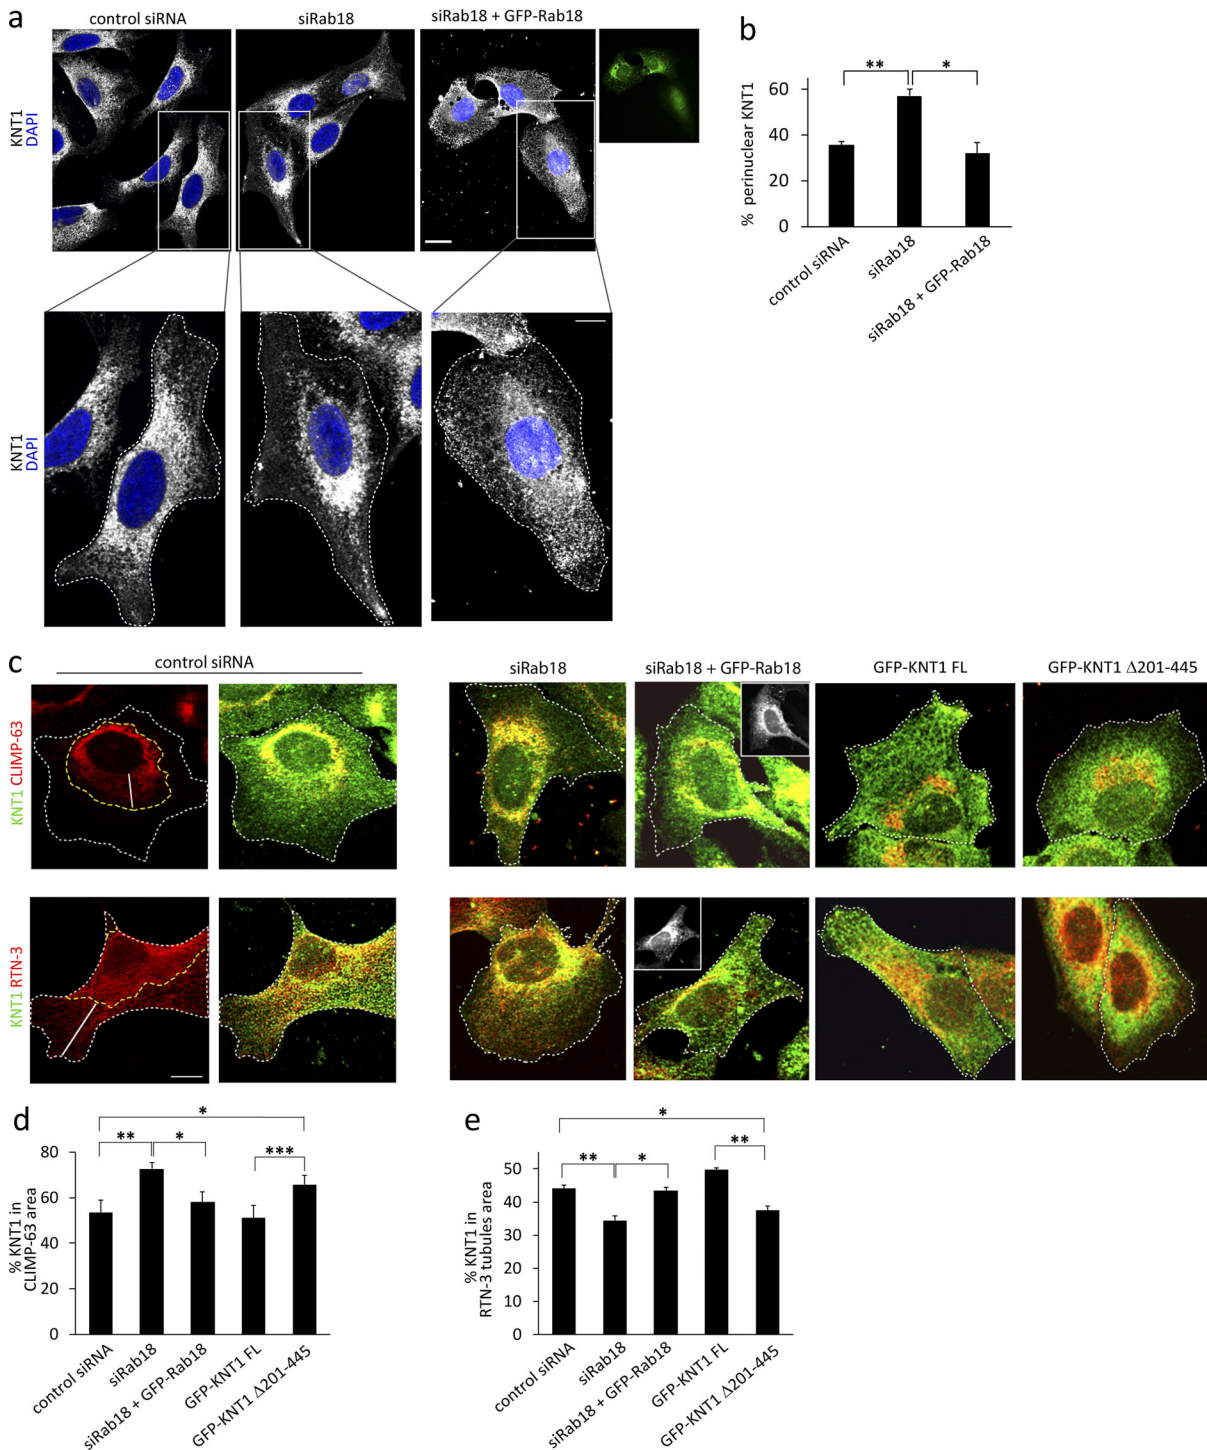 a
control siRNA
siRab18
siRab18 + GFP-Rab18
KNT1
DAPI
KNT1
DAPI
b
% perinuclear KNT1
60
40
20
0
**
*
control siRNA
siRab18
siRab18 + GFP-Rab18
c
control siRNA
siRab18
siRab18 + GFP-Rab18
GFP-KNT1 FL
GFP-KNT1 Δ201-445
KNT1 CLIMP-63
KNT1 RTN-3
d
% KNT1 in
CLIMP-63 area
80
60
40
20
0
*
**
*
***
control siRNA
siRab18
siRab18 + GFP-Rab18
GFP-KNT1 FL
GFP-KNT1 Δ201-445
e
% KNT1 in
RTN-3 tubules area
50
40
30
20
10
0
*
**
*
**
control siRNA
siRab18
siRab18 + GFP-Rab18
GFP-KNT1 FL
GFP-KNT1 Δ201-445